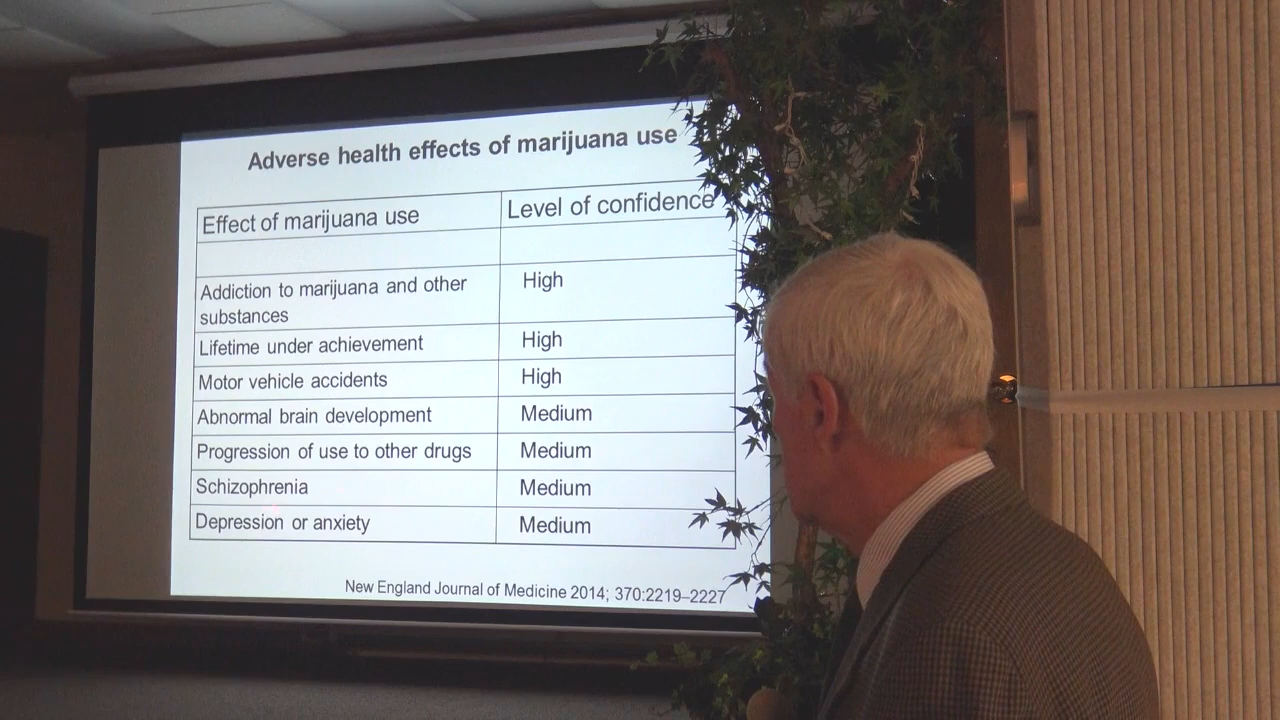 Adverse health effects of marijuana use
Effect of marijuana use Level of confidence
Addiction to marijuana and other High
substances
Lifetime under achievement High
Motor vehicle accidents High
Abnormal brain development Medium
Progression of use to other drugs Medium
Schizophrenia Medium
Depression or anxiety Medium
New England Journal of Medicine 2014; 370:2219–2227